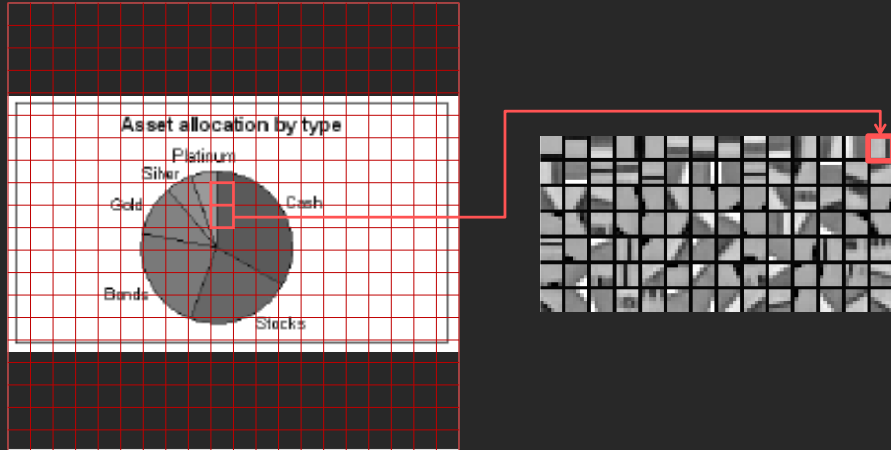 Asset allocation by type
Platinum
Silver
Gold
Cash
Bonds
Stocks